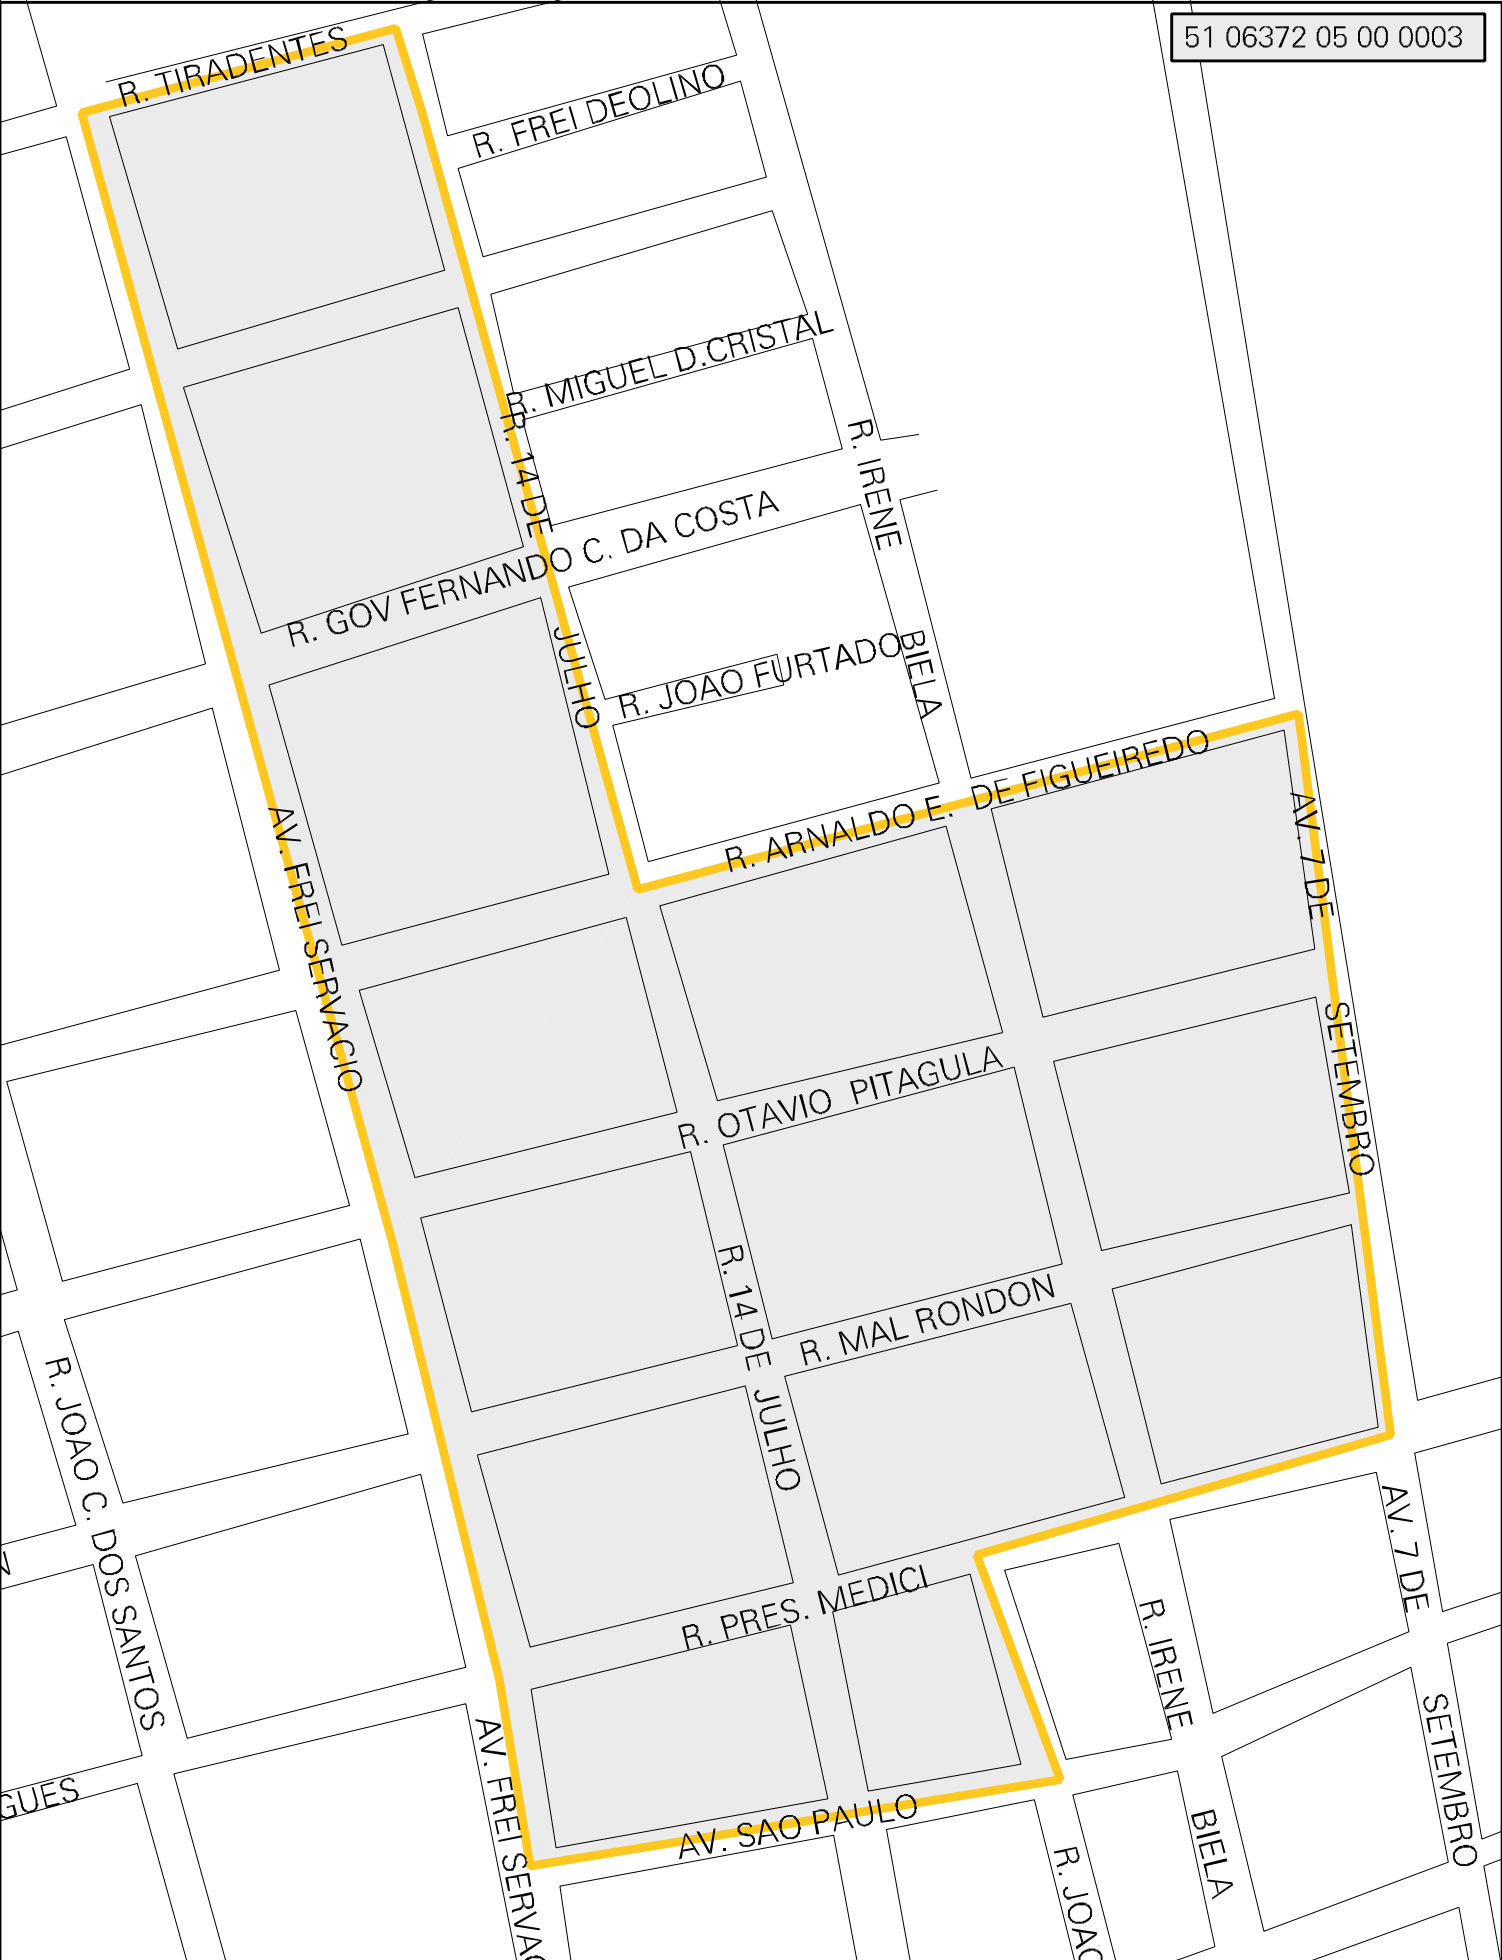 51 06372 05 00 0003
R. TIRADENTES
R. FREI DEOLINO
R. MIGUEL D.CRISTAL
R. 14 DE JULHO
R. IRENE BIELA
R. GOV FERNANDO C. DA COSTA
R. JOAO FURTADO
R. ARNALDO E. DE FIGUEIREDO
AV. 7 DE SETEMBRO
AV. FREI SERVACIO
R. OTAVIO PITAGULA
R. 14 DE JULHO
R. MAL RONDON
R. JOAO C. DOS SANTOS
R. PRES. MEDICI
AV. 7 DE SETEMBRO
R. IRENE BIELA
GUES
AV. FREI SERVAC
AV. SAO PAULO
R. JOAO